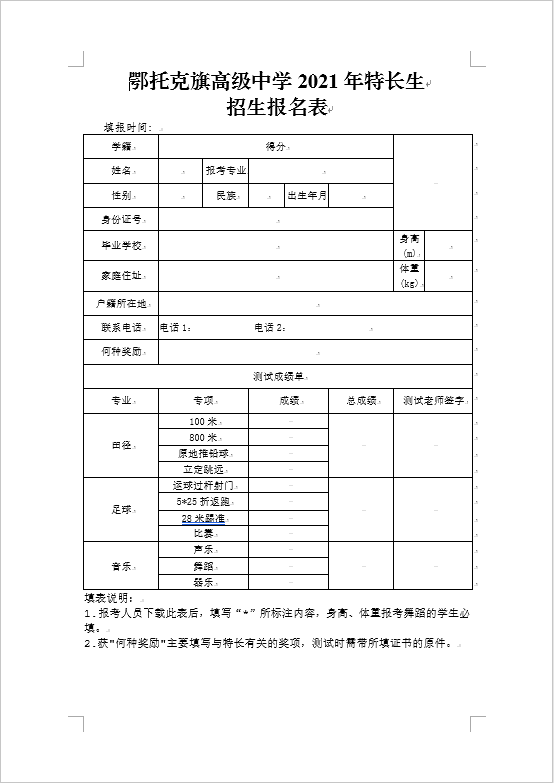 鄂托克旗高级中学 2021 年特长生
招生报名表
填报时间：
学籍 得分
姓名 报考专业
性别 民族 出生年月
身份证号
毕业学校 身高(m)
家庭住址 体重(kg)
户籍所在地
联系电话 电话 1： 电话 2：
何种奖励
测试成绩单
专业 专项 成绩 总成绩 测试老师签字
田径
100 米
800 米
原地推铅球
立定跳远
足球
运球过杆射门
5*25 折返跑
28 米踢准
比赛
音乐
声乐
舞蹈
器乐
填表说明：
1.报考人员下载此表后，填写“*”所标注内容，身高、体重报考舞蹈的学生必
填。
2.获"何种奖励"主要填写与特长有关的奖项，测试时需带所填证书的原件。